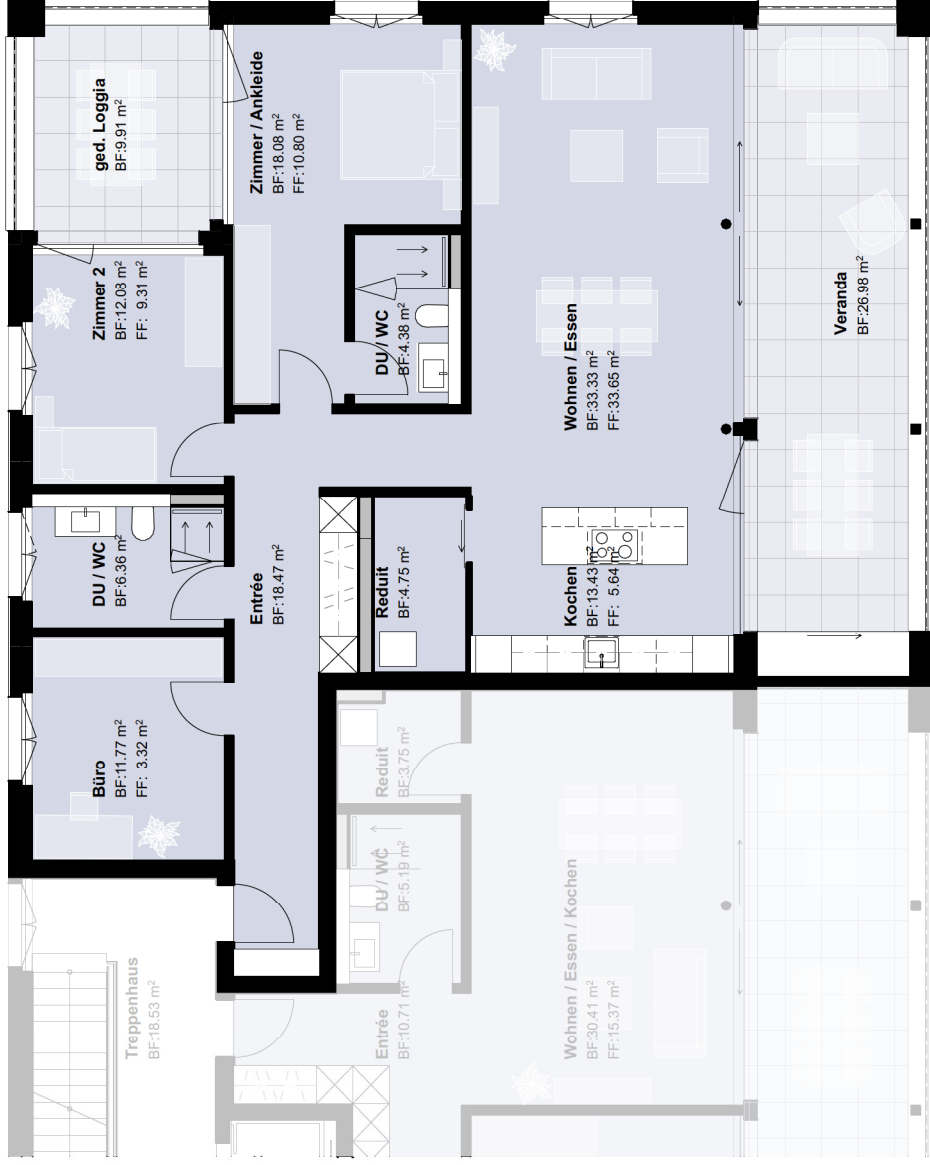 ged. Loggia
BF:9.91 m²
Zimmer / Ankleide
BF:18.08 m²
FF:10.80 m²
Zimmer 2
BF:12.08 m²
FF: 9.31 m²
DU / WC
BF:4.38 m²
Wohnen / Essen
BF:33.33 m²
FF:33.65 m²
Veranda
BF:26.98 m²
DU / WC
BF:6.36 m²
Entrée
BF:18.47 m²
Reduit
BF:4.75 m²
Kochen
BF:13.43 m²
FF: 5.64 m²
Büro
BF:11.77 m²
FF: 3.32 m²
Reduit
BF:3.75 m²
DU / WC
BF:5.19 m²
Treppenhaus
BF:18.53 m²
Entrée
BF:10.71 m²
Wohnen / Essen / Kochen
BF:30.41 m²
FF:15.37 m²